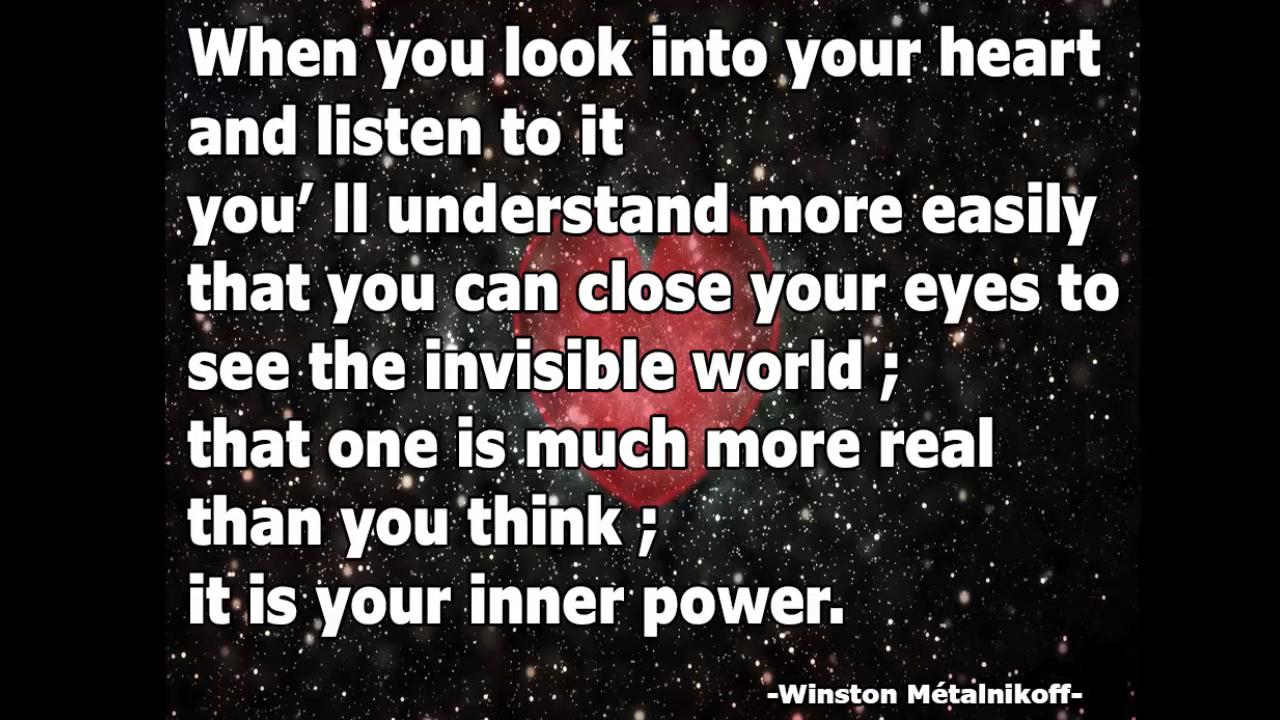 When you look into your heart
and listen to it
you’ ll understand more easily
that you can close your eyes to
see the invisible world ;
that one is much more real
than you think ;
it is your inner power.
-Winston Métalnikoff-